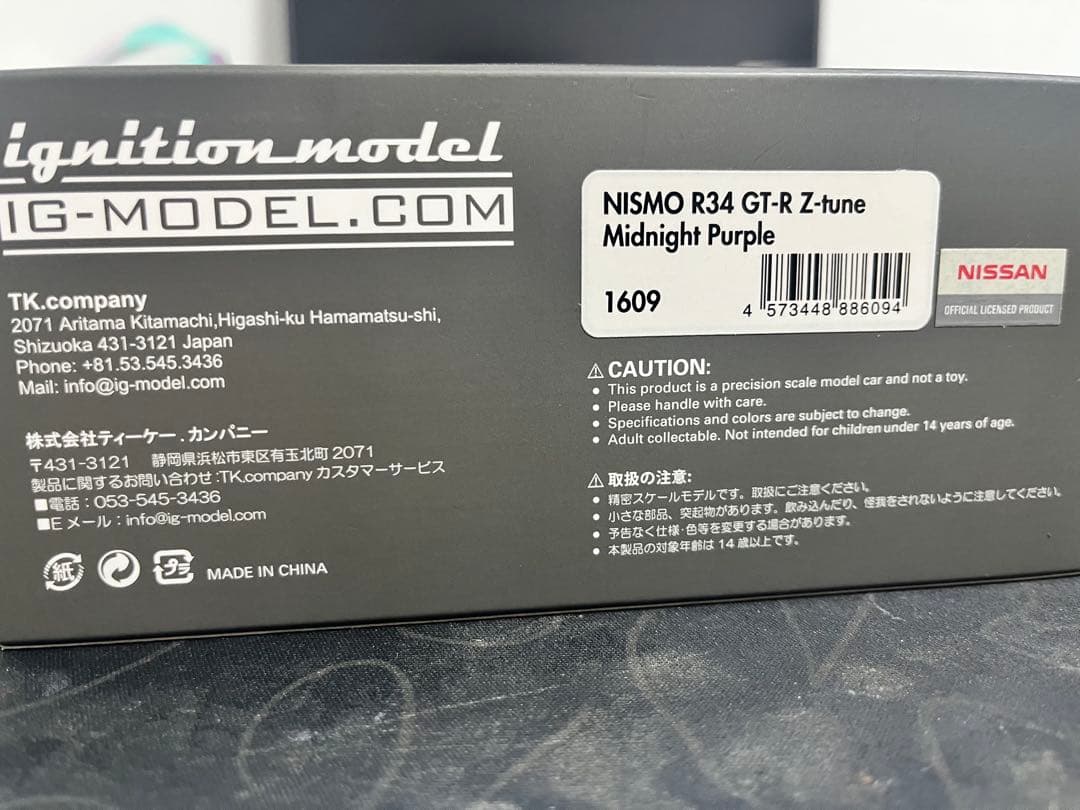 ignition model
IG-MODEL.COM
TK.company
2071 Aritama Kitamachi,Higashi-ku Hamamatsu-shi,
Shizuoka 431-3121 Japan
Phone: +81.53.545.3436
Mail: info@ig-model.com
株式会社ティーケー.カンパニー
〒431-3121 静岡県浜松市東区有玉北町2071
製品に関するお問い合わせ:TK.company カスタマーサービス
■電話:053-545-3436
■Eメール:info@ig-model.com
紙
プラ
MADE IN CHINA
NISMO R34 GT-R Z-tune
Midnight Purple
1609
4 573448 886094
NISSAN
OFFICIAL LICENSED PRODUCT
⚠ CAUTION:
• This product is a precision scale model car and not a toy.
• Please handle with care.
• Specifications and colors are subject to change.
• Adult collectable. Not intended for children under 14 years of age.
⚠ 取扱の注意:
• 精密スケールモデルです。取扱にご注意ください。
• 小さな部品、突起物があります。飲み込んだり、怪我をされないように注意してください。
• 予告なく仕様・色等を変更する場合があります。
• 本製品の対象年齢は14歳以上です。